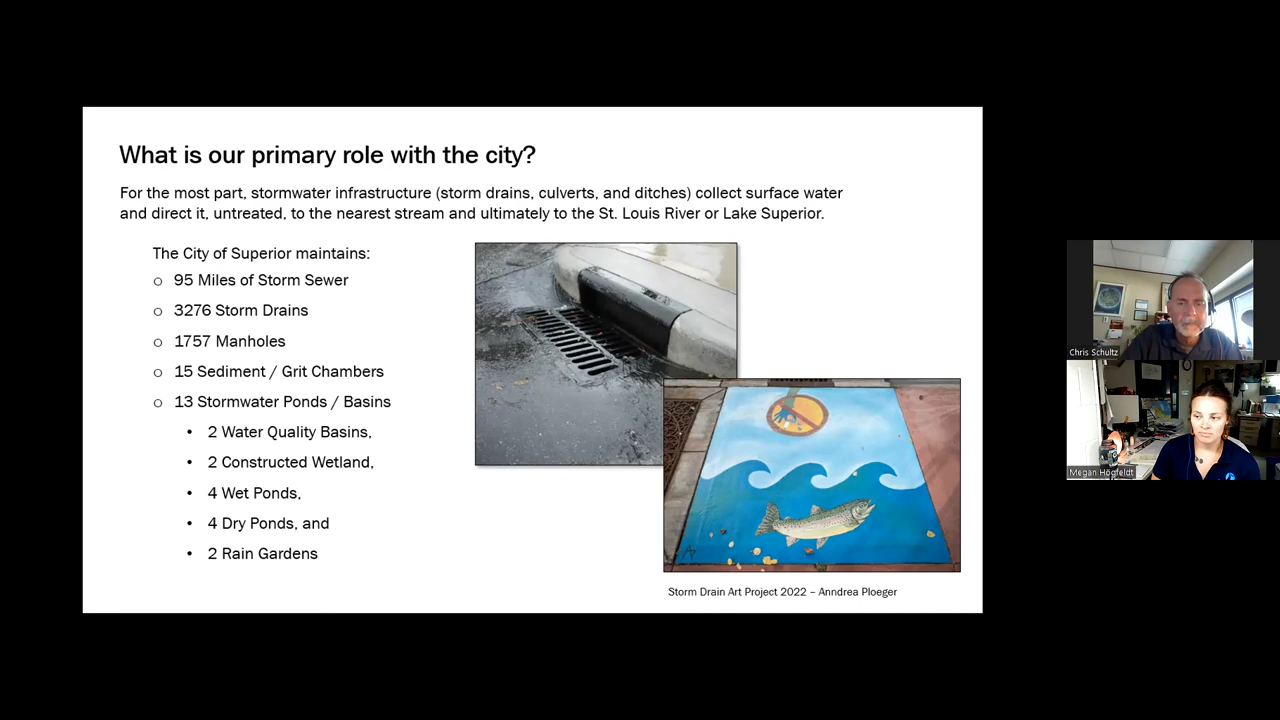 What is our primary role with the city?
For the most part, stormwater infrastructure (storm drains, culverts, and ditches) collect surface water
and direct it, untreated, to the nearest stream and ultimately to the St. Louis River or Lake Superior.
The City of Superior maintains:
o 95 Miles of Storm Sewer
o 3276 Storm Drains
o 1757 Manholes
o 15 Sediment / Grit Chambers
o 13 Stormwater Ponds / Basins
• 2 Water Quality Basins,
• 2 Constructed Wetland,
• 4 Wet Ponds,
• 4 Dry Ponds, and
• 2 Rain Gardens
Storm Drain Art Project 2022 – Anndrea Ploeger
Chris Schultz
Megan Högfeldt